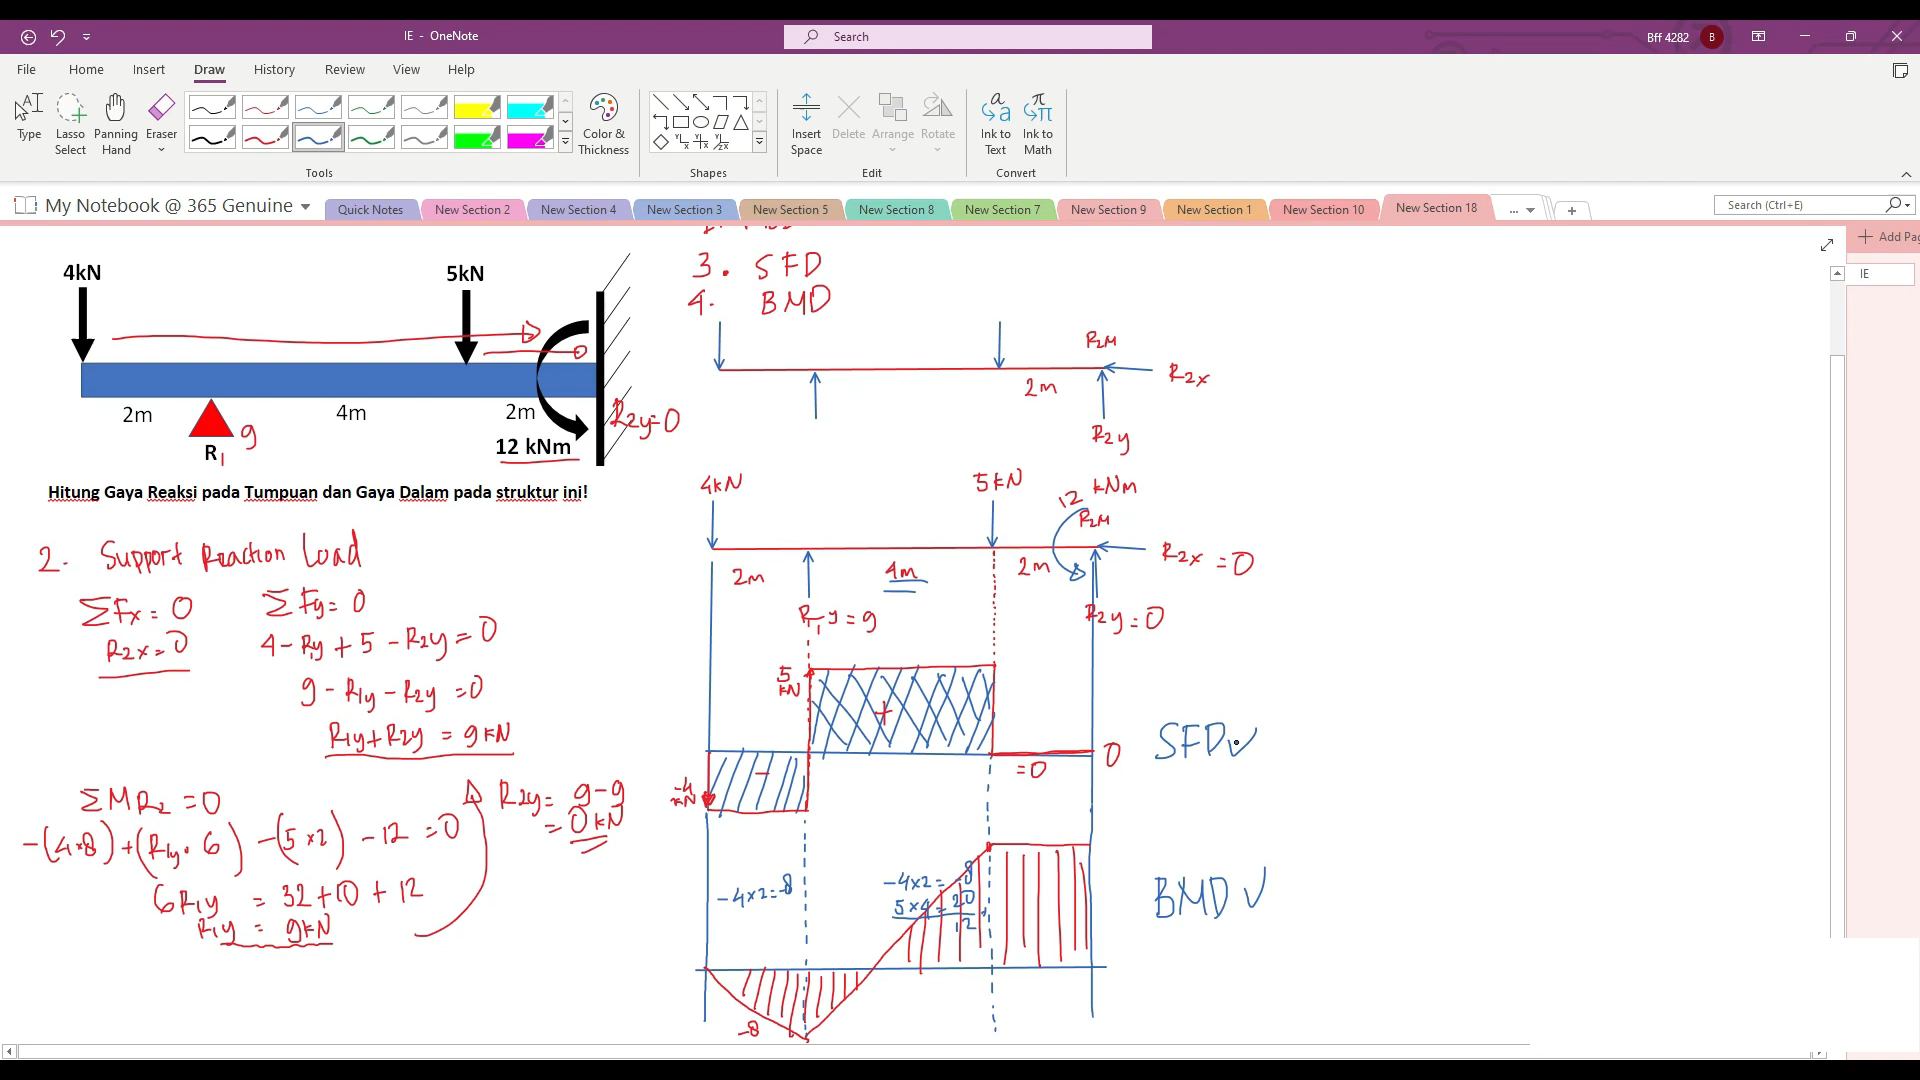 IE - OneNote
Search
Bff 4282
B
File Home Insert Draw History Review View Help
Type
Lasso Select
Panning Hand
Eraser
Color & Thickness
Insert Space
Delete
Arrange
Rotate
Ink to Text
Ink to Math
Tools
Shapes
Edit
Convert
My Notebook @ 365 Genuine
Quick Notes
New Section 2
New Section 4
New Section 3
New Section 5
New Section 8
New Section 7
New Section 9
New Section 1
New Section 10
New Section 18
...
Search (Ctrl+E)
Add Pag
IE
3. SFD
4. BMD
4kN
5kN
2m
4m
2m
R1
9
12 kNm
R2y=0
Hitung Gaya Reaksi pada Tumpuan dan Gaya Dalam pada struktur ini!
2. Support Reaction Load
ΣFx = 0
R2x = 0
ΣFy = 0
4 - R1y + 5 - R2y = 0
9 - R1y - R2y = 0
R1y + R2y = 9 kN
ΣMR2 = 0
-(4*8) + (R1y . 6) - (5*2) - 12 = 0
6R1y = 32 + 10 + 12
R1y = 9kN
R2y = 9-9
= 0 kN
R2M
R2x
2m
R2y
4kN
5kN
12 kNm
R2M
R2x = 0
2m
4m
2m
R1y = 9
R2y = 0
5 kN
+
-
-4 kN
= 0
0
SFD✓
-4×2=-8
-4×2=-8
5×4=20
+
12
-8
BMD✓